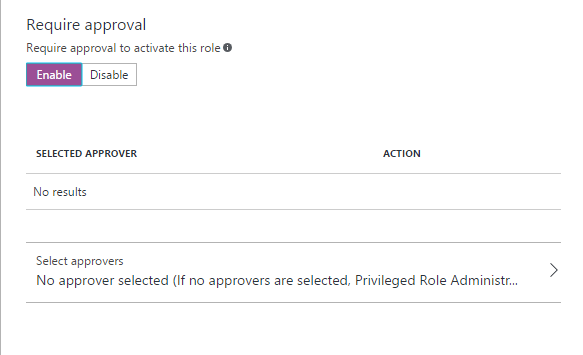 Require approval
Require approval to activate this role
Enable Disable
SELECTED APPROVER ACTION
No results
Select approvers
No approver selected (If no approvers are selected, Privileged Role Administr...